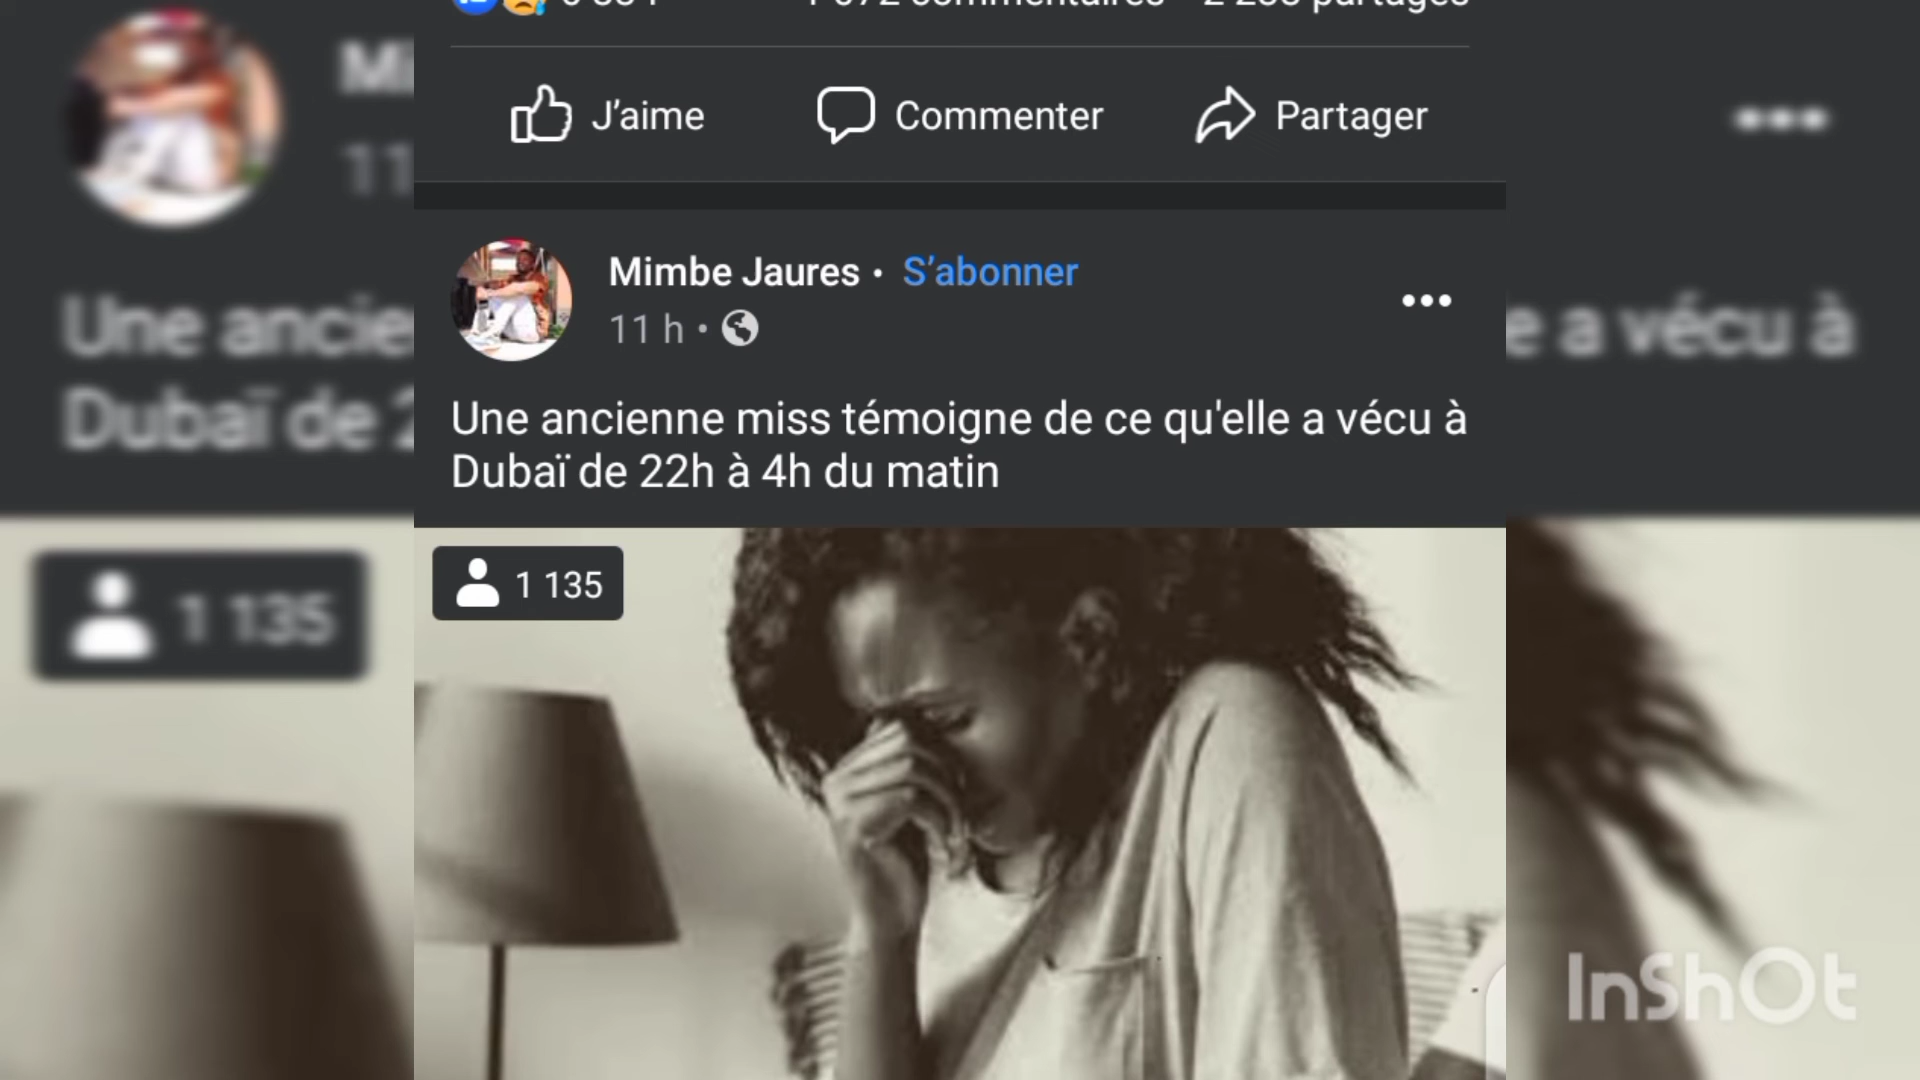 J'aime
Commenter
Partager
Mimbe Jaures • S'abonner
11 h •
Une ancienne miss témoigne de ce qu'elle a vécu à
Dubaï de 22h à 4h du matin
1 135
InShOt